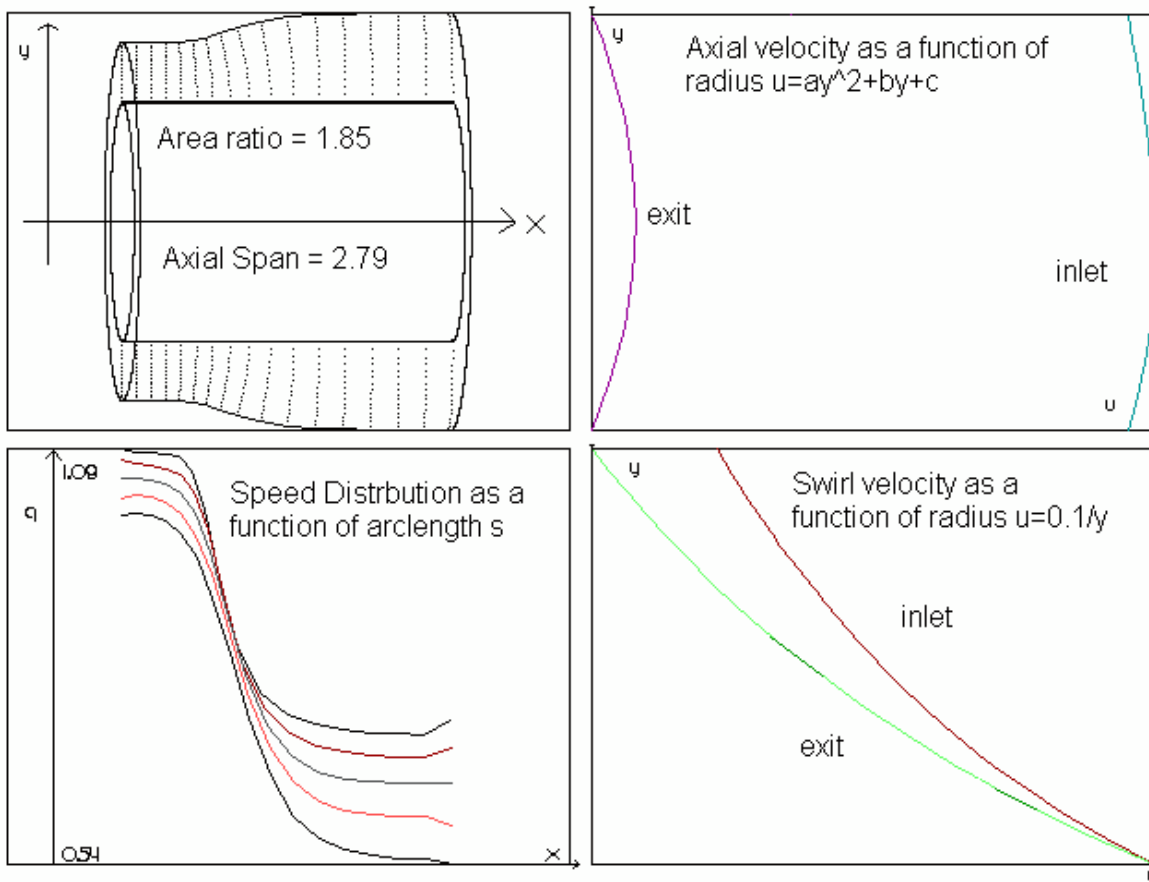 y
Area ratio = 1.85
X
Axial Span = 2.79
y
Axial velocity as a function of
radius u=ay^2+by+c
exit
inlet
u
1.08
q
Speed Distrbution as a
function of arclength s
0.54
X
y
Swirl velocity as a
function of radius u=0.1/y
inlet
exit